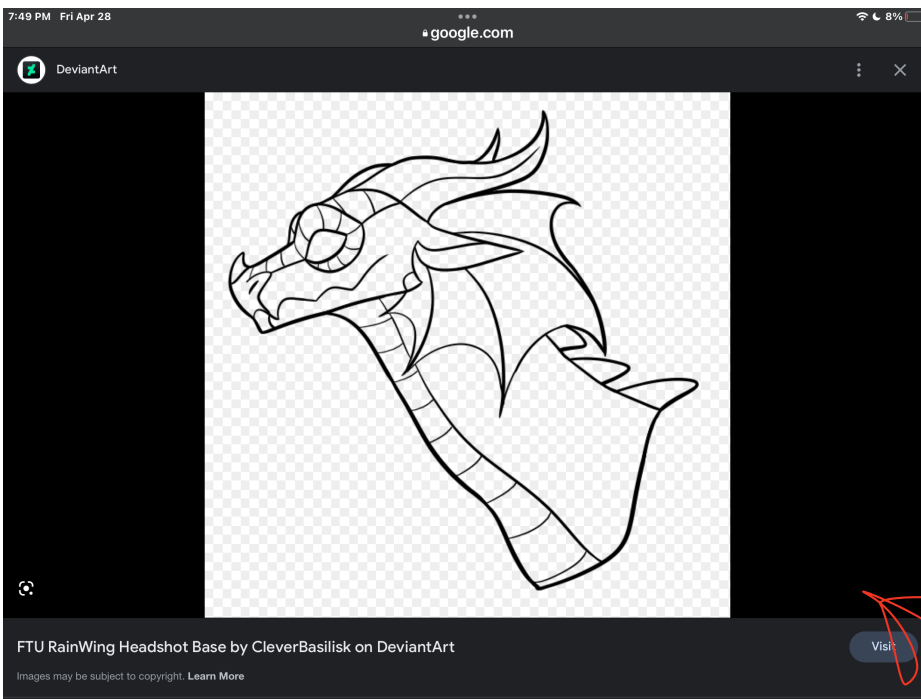 7:49 PM Fri Apr 28
8%
google.com
DeviantArt
FTU RainWing Headshot Base by CleverBasilisk on DeviantArt
Visit
Images may be subject to copyright. Learn More